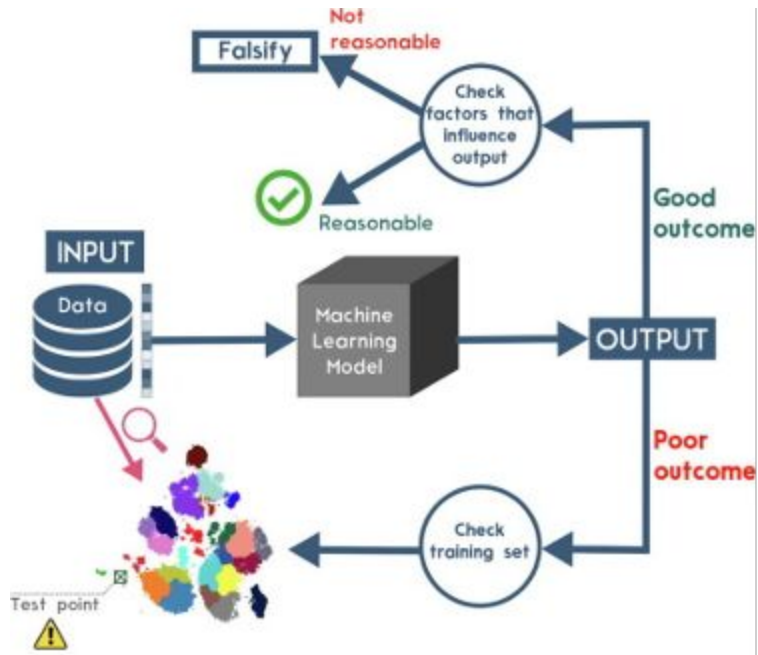 Not
reasonable
Falsify
Check
factors that
influence
output
Reasonable
Good
outcome
INPUT
Data
Machine
Learning
Model
OUTPUT
Poor
outcome
Check
training set
Test point
!